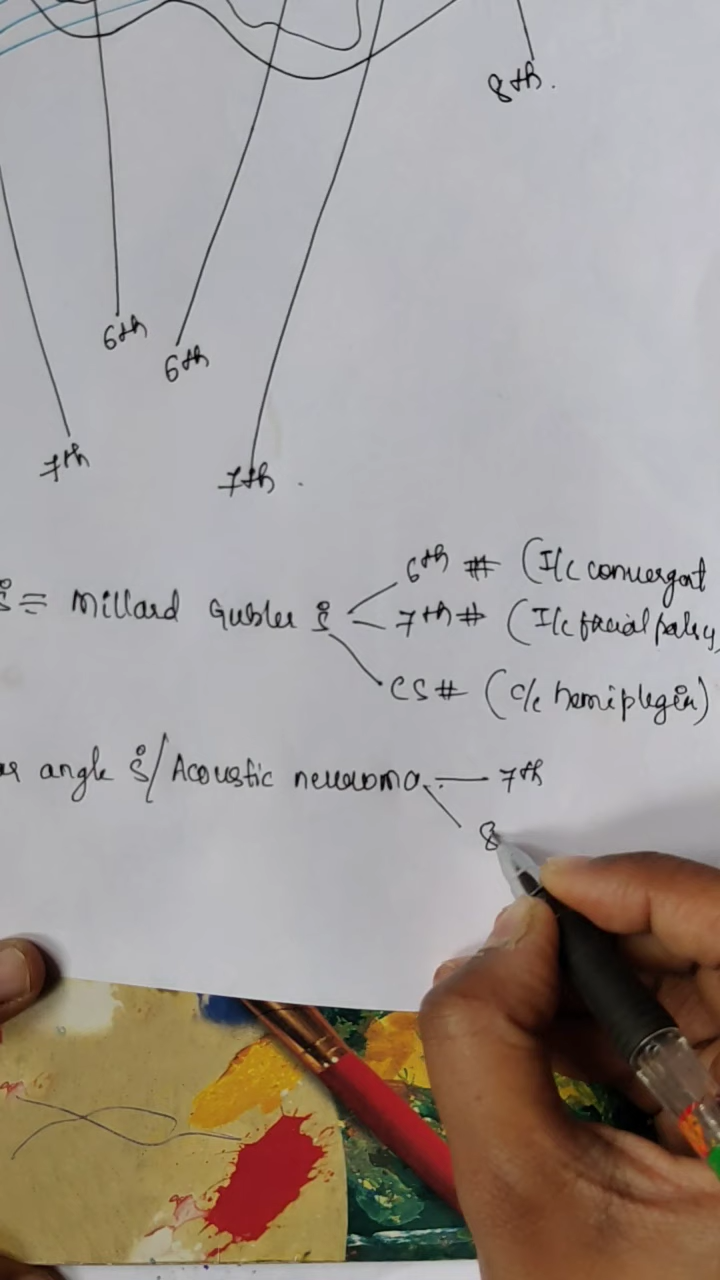 8th.
6th
6th
7th
7th.
= Millard Gubler S̊
6th # (I/L convergent
7th # (I/L facial palsy)
CS # (C/L hemiplegia)
angle S̊/Acoustic neuroma
7th
8